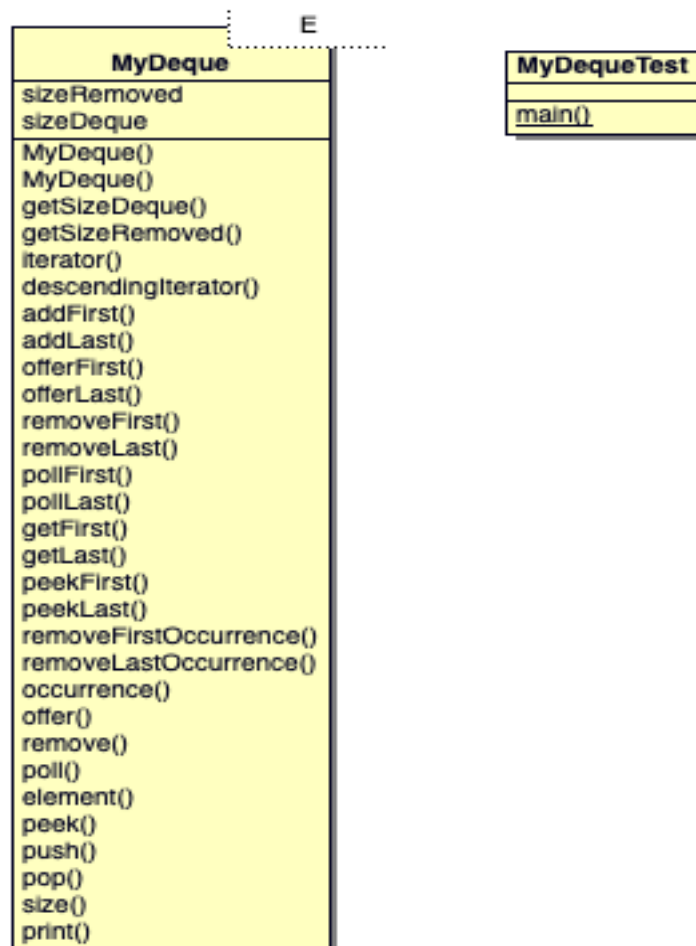 E
MyDeque
sizeRemoved
sizeDeque
MyDeque()
MyDeque()
getSizeDeque()
getSizeRemoved()
iterator()
descendingIterator()
addFirst()
addLast()
offerFirst()
offerLast()
removeFirst()
removeLast()
pollFirst()
pollLast()
getFirst()
getLast()
peekFirst()
peekLast()
removeFirstOccurrence()
removeLastOccurrence()
occurrence()
offer()
remove()
poll()
element()
peek()
push()
pop()
size()
print()
MyDequeTest
main()